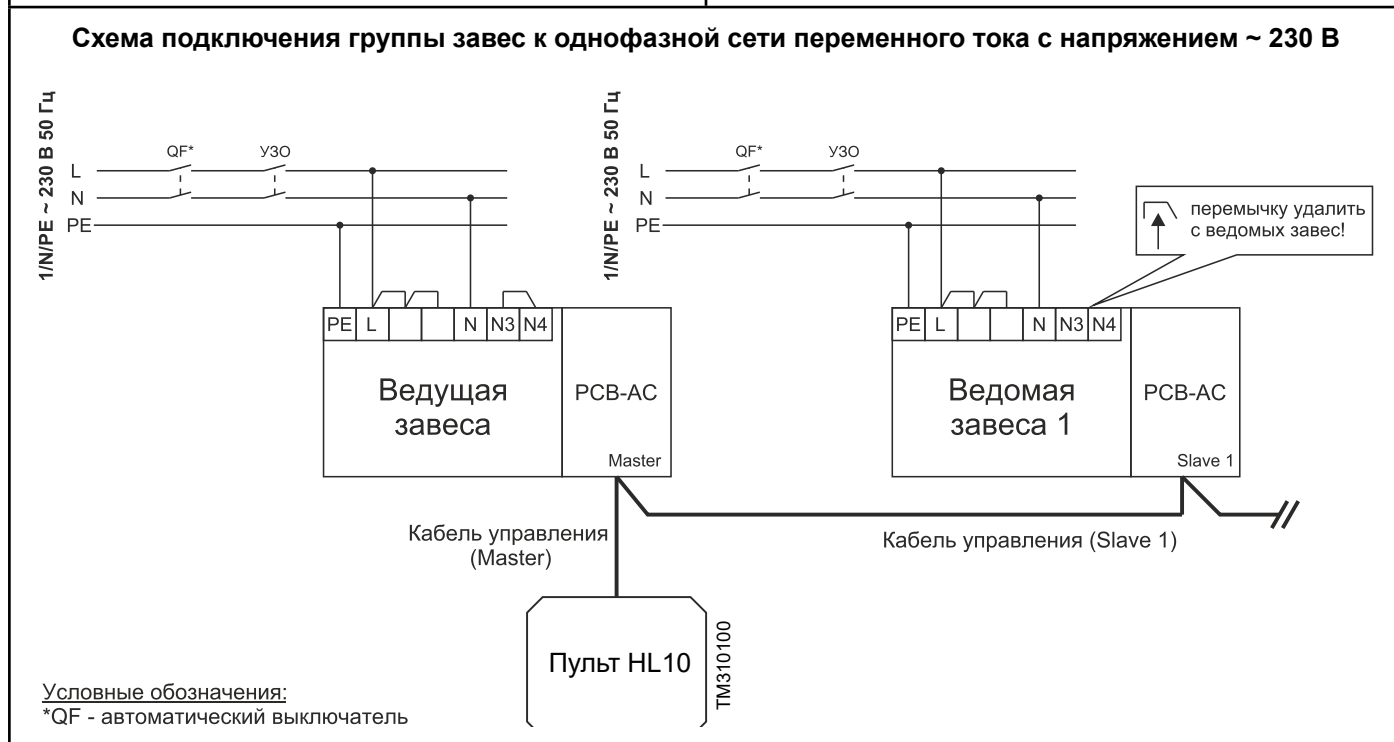 Схема подключения группы завес к однофазной сети переменного тока с напряжением ~ 230 В
1/N/PE ~ 230 В 50 Гц
QF*
УЗО
L
N
PE
1/N/PE ~ 230 В 50 Гц
QF*
УЗО
L
N
PE
перемычку удалить
с ведомых завес!
PE L N N3 N4
Ведущая
завеса
PCB-AC
Master
PE L N N3 N4
Ведомая
завеса 1
PCB-AC
Slave 1
Кабель управления
(Master)
Кабель управления (Slave 1)
Пульт HL10
TM310100
Условные обозначения:
*QF - автоматический выключатель